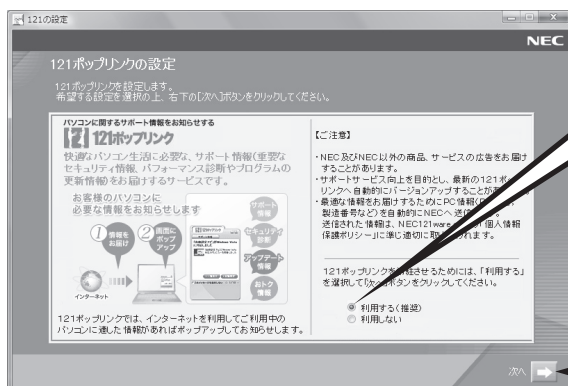 121の設定
NEC
121ポップリンクの設定
121ポップリンクを設定します。
希望する設定を選択の上、右下の[次へ]ボタンをクリックしてください。
パソコンに関するサポート情報をお知らせする
121ポップリンク
快適なパソコン生活に必要な、サポート情報(重要な
セキュリティ情報、パフォーマンス診断やプログラムの
更新情報)をお届けするサービスです。
お客様のパソコンに
必要な情報をお知らせします
1 情報を
お届け
2 画面に
ポップ
アップ
サポート
情報
セキュリティ
診断
アップデート
情報
おトク
情報
インターネット
121ポップリンクでは、インターネットを利用してご利用中の
パソコンに適した情報があればポップアップしてお知らせします。
【ご注意】
・NEC及びNEC以外の商品、サービスの広告をお届け
することがあります。
・サポートサービス向上を目的とし、最新の121ポ
リンクへ自動的にバージョンアップすることがあ
・最適な情報をお届けするためにPC情報(
製造番号など)を自動的にNECへ送
送信された情報は、NEC121ware 個人情報
保護ポリシーに準じ適切に取 れます。
121ポップリンクを させるためには、「利用する」
を選択して[次へ]ボタンをクリックしてください。
利用する(推奨)
利用しない
次へ